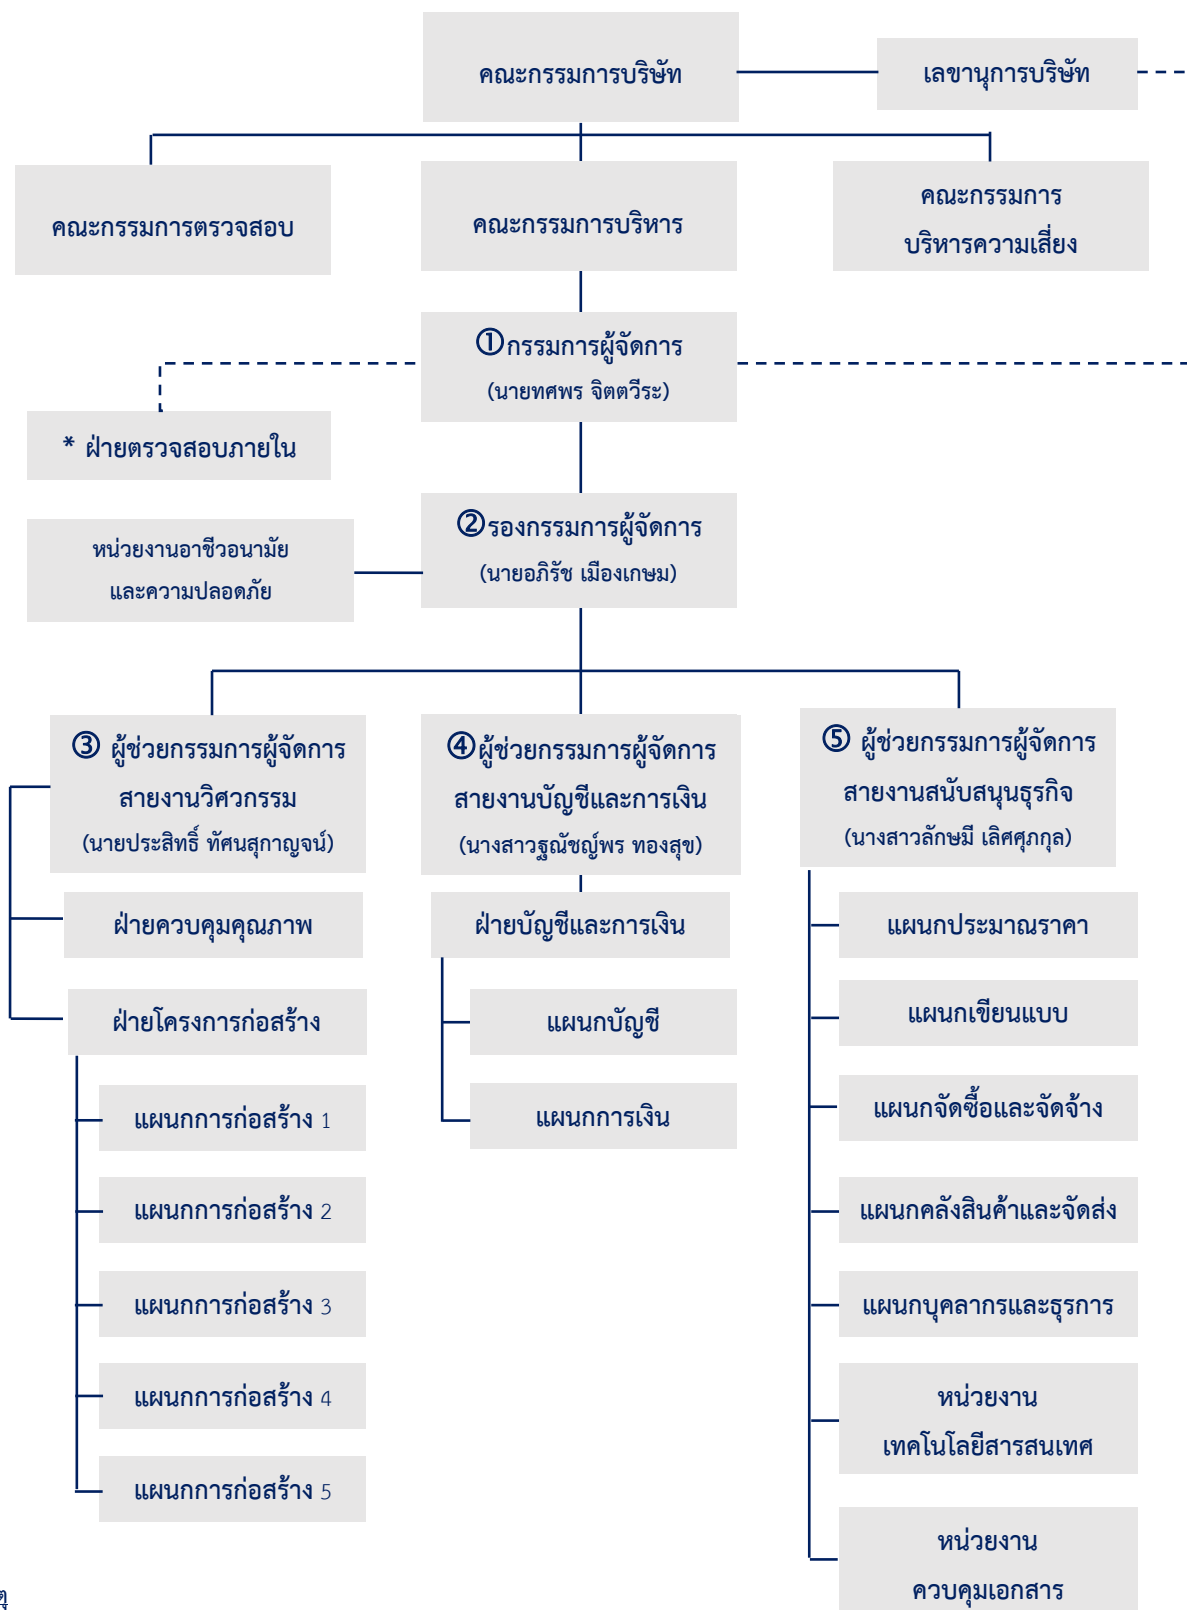 คณะกรรมการบริษัท
เลขานุการบริษัท
คณะกรรมการตรวจสอบ
คณะกรรมการบริหาร
คณะกรรมการ
บริหารความเสี่ยง
① กรรมการผู้จัดการ
(นายทศพร จิตตวีระ)
* ฝ่ายตรวจสอบภายใน
② รองกรรมการผู้จัดการ
(นายอภิรัช เมืองเกษม)
หน่วยงานอาชีวอนามัย
และความปลอดภัย
③ ผู้ช่วยกรรมการผู้จัดการ
สายงานวิศวกรรม
(นายประสิทธิ์ ทัศนสุกาญจน์)
ฝ่ายควบคุมคุณภาพ
ฝ่ายโครงการก่อสร้าง
แผนกการก่อสร้าง 1
แผนกการก่อสร้าง 2
แผนกการก่อสร้าง 3
แผนกการก่อสร้าง 4
แผนกการก่อสร้าง 5
④ ผู้ช่วยกรรมการผู้จัดการ
สายงานบัญชีและการเงิน
(นางสาวฐณัชญ์พร ทองสุข)
ฝ่ายบัญชีและการเงิน
แผนกบัญชี
แผนกการเงิน
⑤ ผู้ช่วยกรรมการผู้จัดการ
สายงานสนับสนุนธุรกิจ
(นางสาวลักษมี เลิศศุภกุล)
แผนกประมาณราคา
แผนกเขียนแบบ
แผนกจัดซื้อและจัดจ้าง
แผนกคลังสินค้าและจัดส่ง
แผนกบุคลากรและธุรการ
หน่วยงาน
เทคโนโลยีสารสนเทศ
หน่วยงาน
ควบคุมเอกสาร